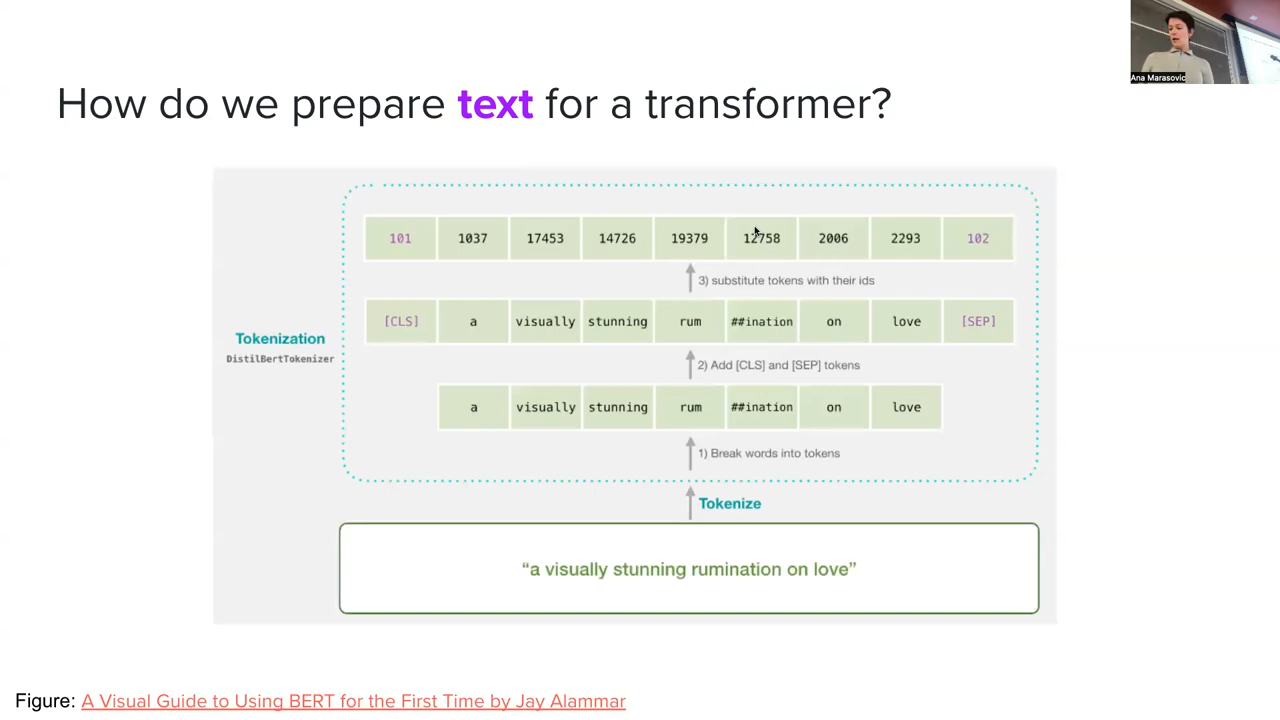 Ana Marasovic
How do we prepare text for a transformer?
101 1037 17453 14726 19379 12758 2006 2293 102
3) substitute tokens with their ids
[CLS] a visually stunning rum ##ination on love [SEP]
Tokenization
DistilBertTokenizer
2) Add [CLS] and [SEP] tokens
a visually stunning rum ##ination on love
1) Break words into tokens
Tokenize
“a visually stunning rumination on love”
Figure: A Visual Guide to Using BERT for the First Time by Jay Alammar